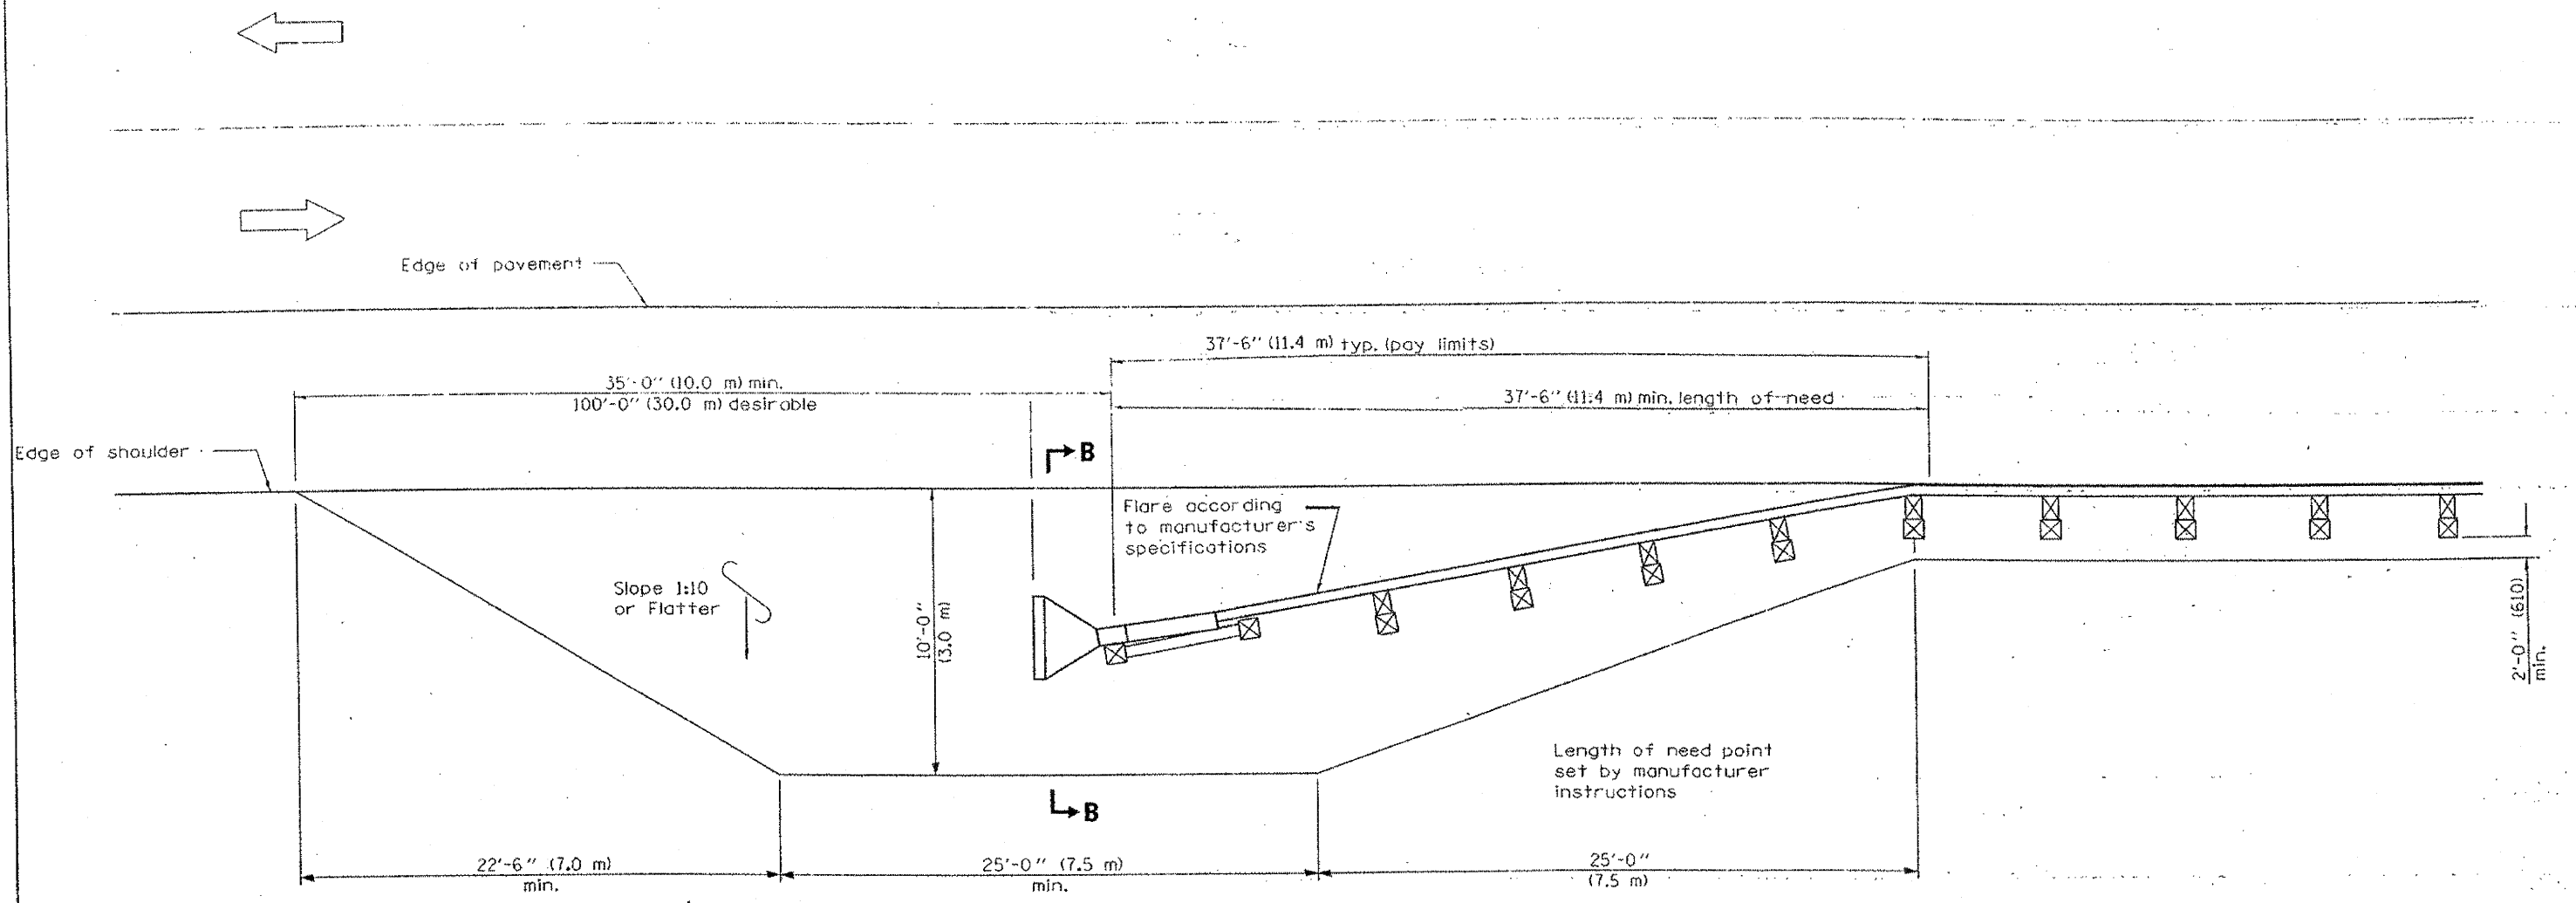 Edge of pavement
37'-6" (11.4 m) typ. (pay limits)
35'-0" (10.0 m) min.
100'-0" (30.0 m) desirable
37'-6" (11.4 m) min. length of need
Edge of shoulder
B
Flare according
to manufacturer's
specifications
Slope 1:10
or Flatter
10'-0"
(3.0 m)
2'-0" (610)
min.
Length of need point
set by manufacturer
instructions
B
22'-6" (7.0 m)
min.
25'-0" (7.5 m)
min.
25'-0"
(7.5 m)